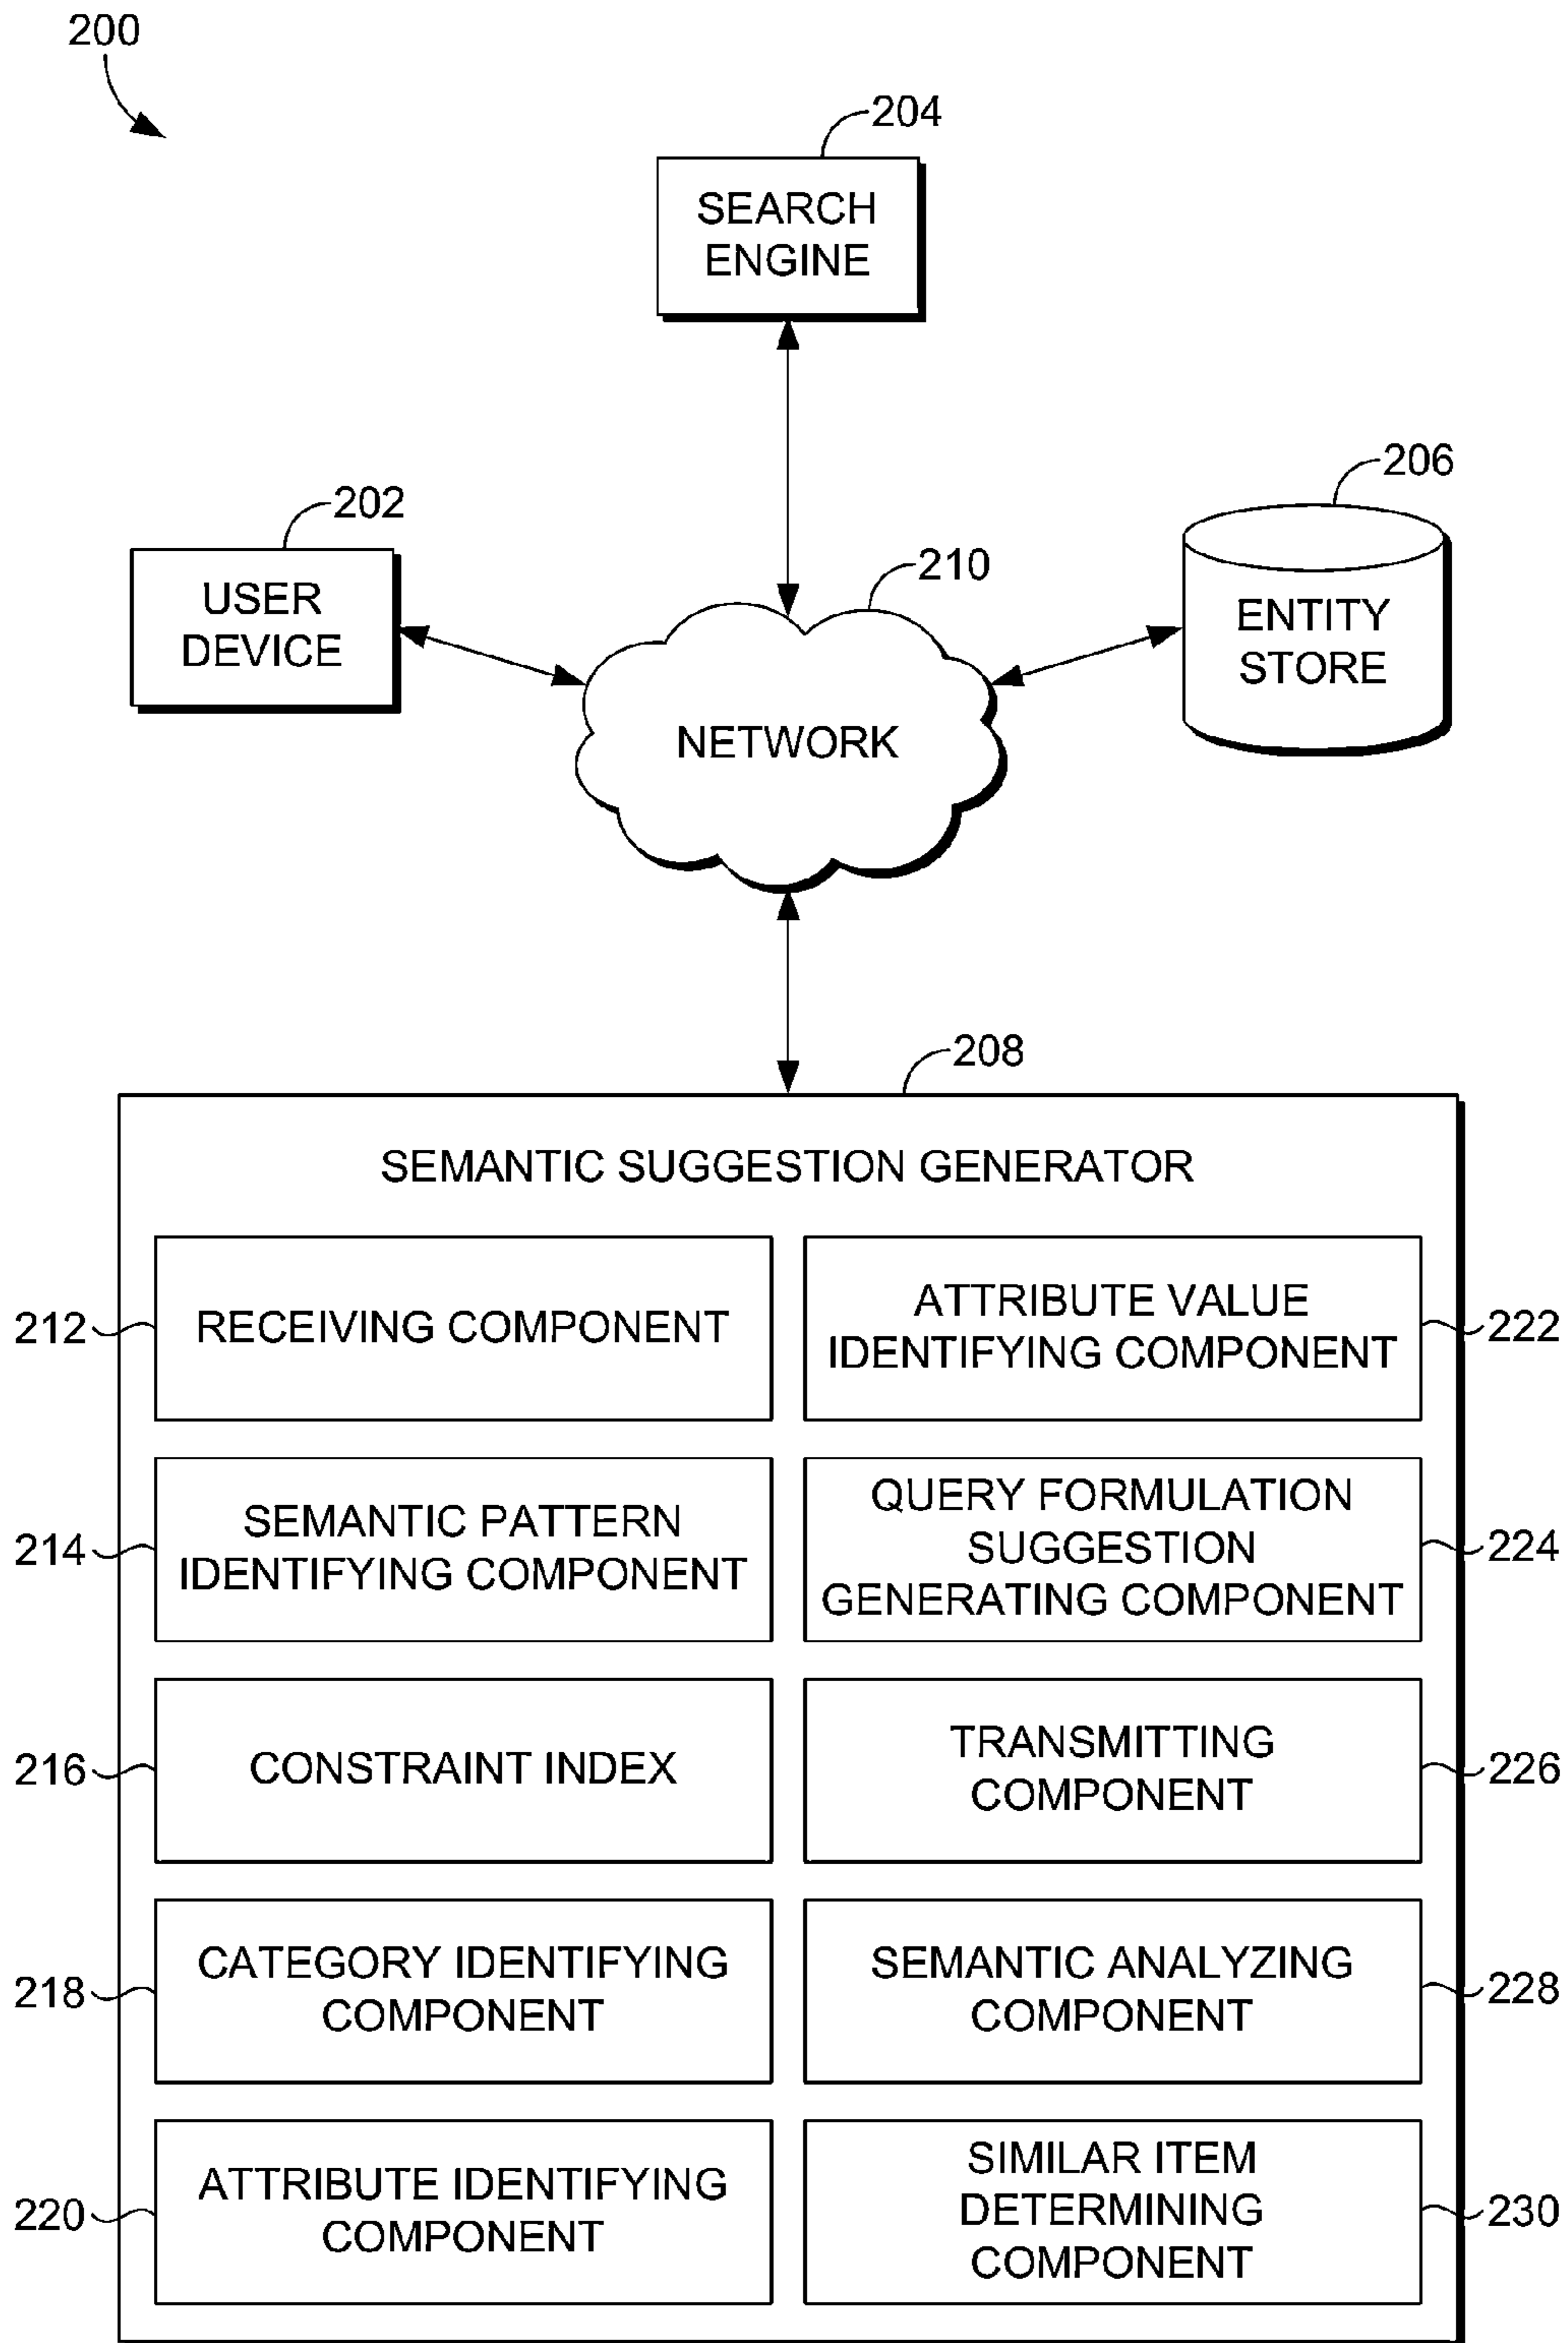 200
204
SEARCH
ENGINE
206
202
210
USER
DEVICE
ENTITY
STORE
NETWORK
208
SEMANTIC SUGGESTION GENERATOR
212
RECEIVING COMPONENT
ATTRIBUTE VALUE
IDENTIFYING COMPONENT
222
214
SEMANTIC PATTERN
IDENTIFYING COMPONENT
QUERY FORMULATION
SUGGESTION
GENERATING COMPONENT
224
216
CONSTRAINT INDEX
TRANSMITTING
COMPONENT
226
218
CATEGORY IDENTIFYING
COMPONENT
SEMANTIC ANALYZING
COMPONENT
228
220
ATTRIBUTE IDENTIFYING
COMPONENT
SIMILAR ITEM
DETERMINING
COMPONENT
230